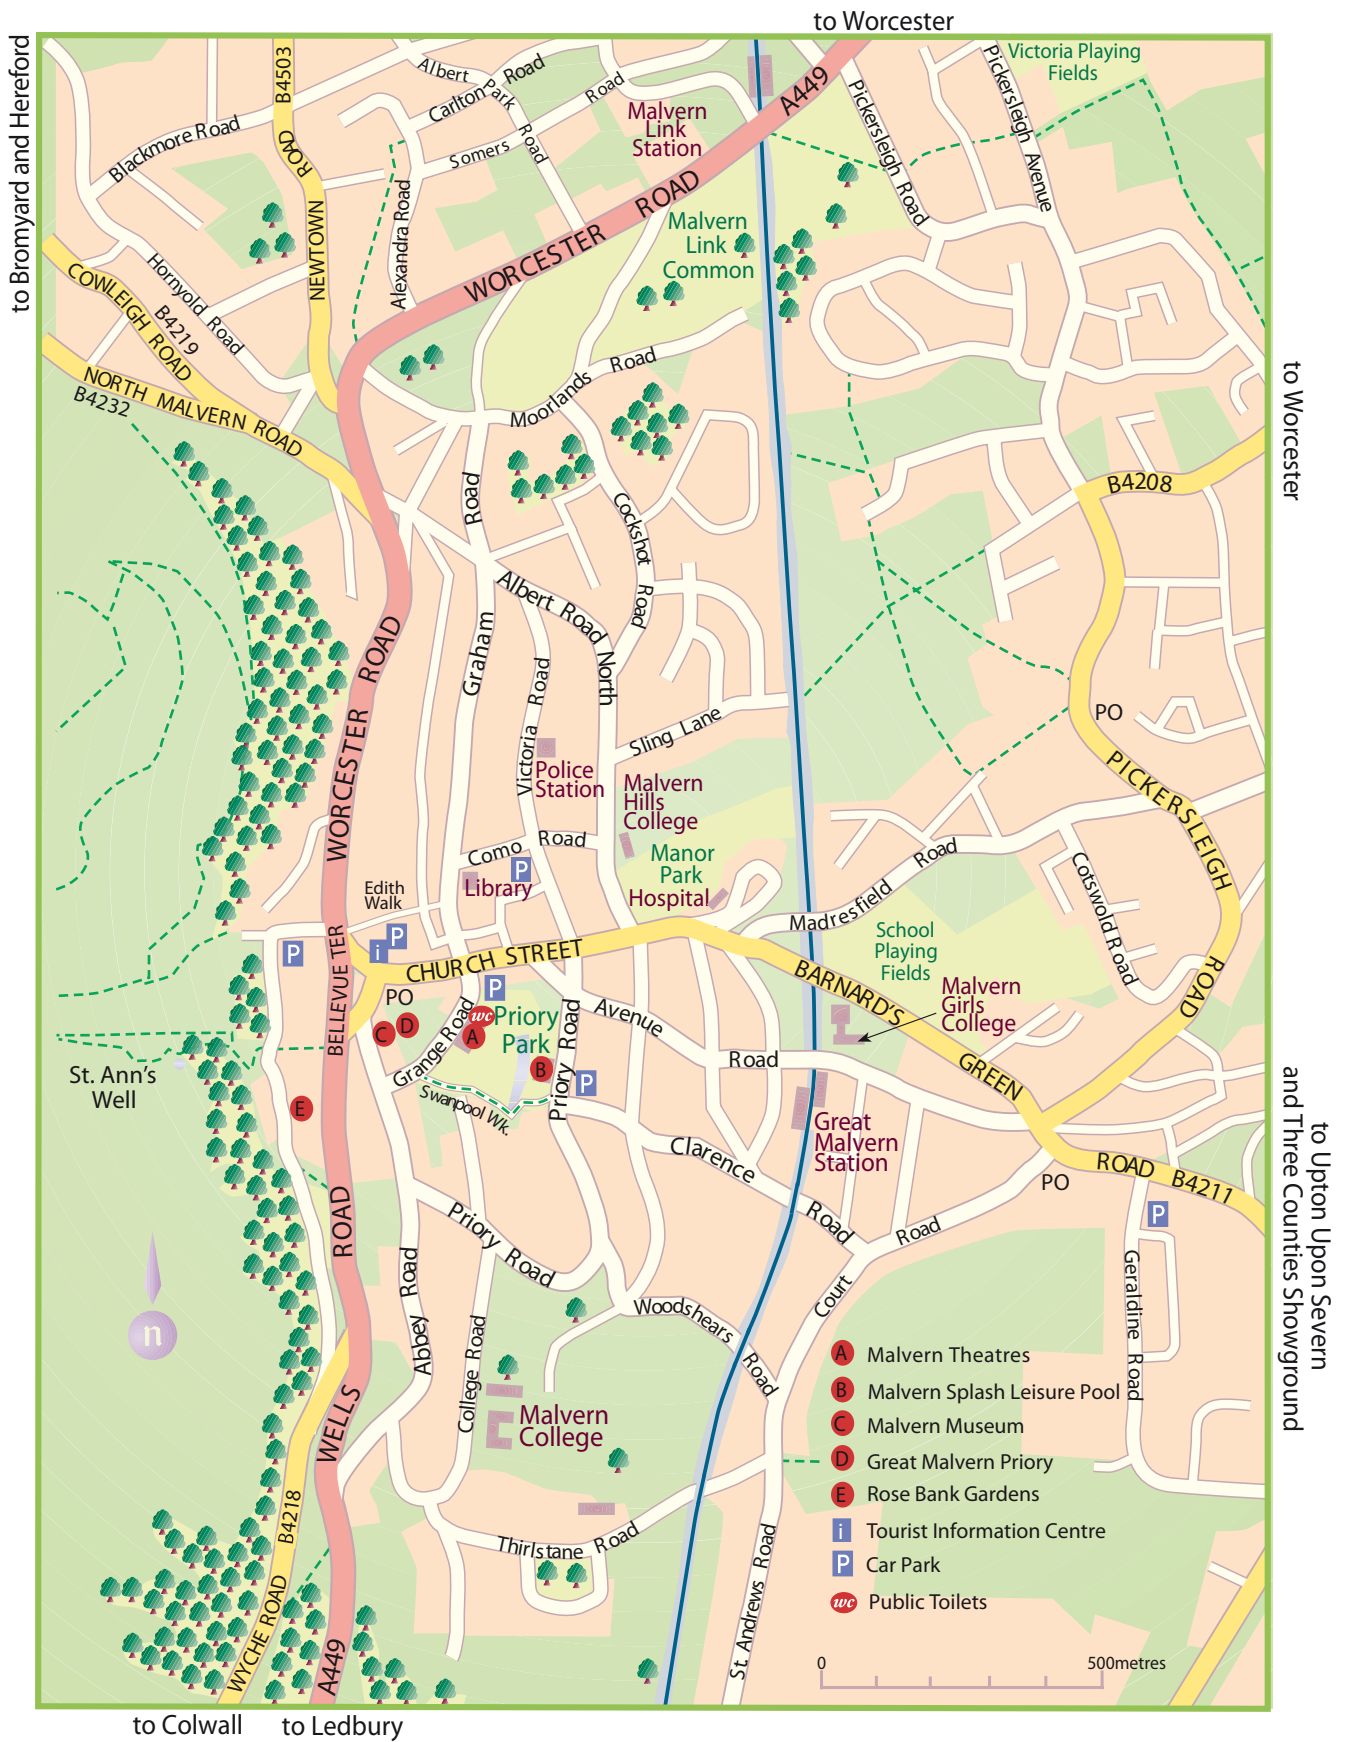 to Worcester
to Bromyard and Hereford
B4503
ROAD
NEWTOWN
Albert
Park
Road
Carlton
Road
Somers
Road
Blackmore Road
Alexandra Road
Hornyold Road
COWLEIGH ROAD
B4219
NORTH MALVERN ROAD
B4232
Malvern
Link
Station
A449
WORCESTER ROAD
Malvern
Link
Common
Pickersleigh Road
Pickersleigh Avenue
Victoria Playing
Fields
to Worcester
Moorlands Road
Road
Graham
Cockshot Road
Albert Road North
Victoria Road
Sling Lane
B4208
PO
PICKERSLEIGH
ROAD
WORCESTER ROAD
Police
Station
Malvern
Hills
College
Manor
Park
Hospital
Como Road
P
Library
Edith
Walk
P
P
i
BELLEVUE TER
CHURCH STREET
PO
C
D
Grange Road
P
wc
A
Priory
Park
B
Priory Road
P
Swanpool Wk.
Avenue
Road
Madresfield Road
School
Playing
Fields
Malvern
Girls
College
Cotswold Road
BARNARD'S
GREEN
ROAD B4211
PO
P
St. Ann's
Well
E
Great
Malvern
Station
Clarence
Road
Court Road
Priory Road
Abbey Road
College Road
Woodshears
Road
Geraldine Road
to Upton Upon Severn
and Three Counties Showground
n
ROAD
WELLS
Malvern
College
Thirlstane Road
St. Andrews Road
B4218
WYCHE ROAD
A449
A Malvern Theatres
B Malvern Splash Leisure Pool
C Malvern Museum
D Great Malvern Priory
E Rose Bank Gardens
i Tourist Information Centre
P Car Park
wc Public Toilets
0 500metres
to Colwall
to Ledbury